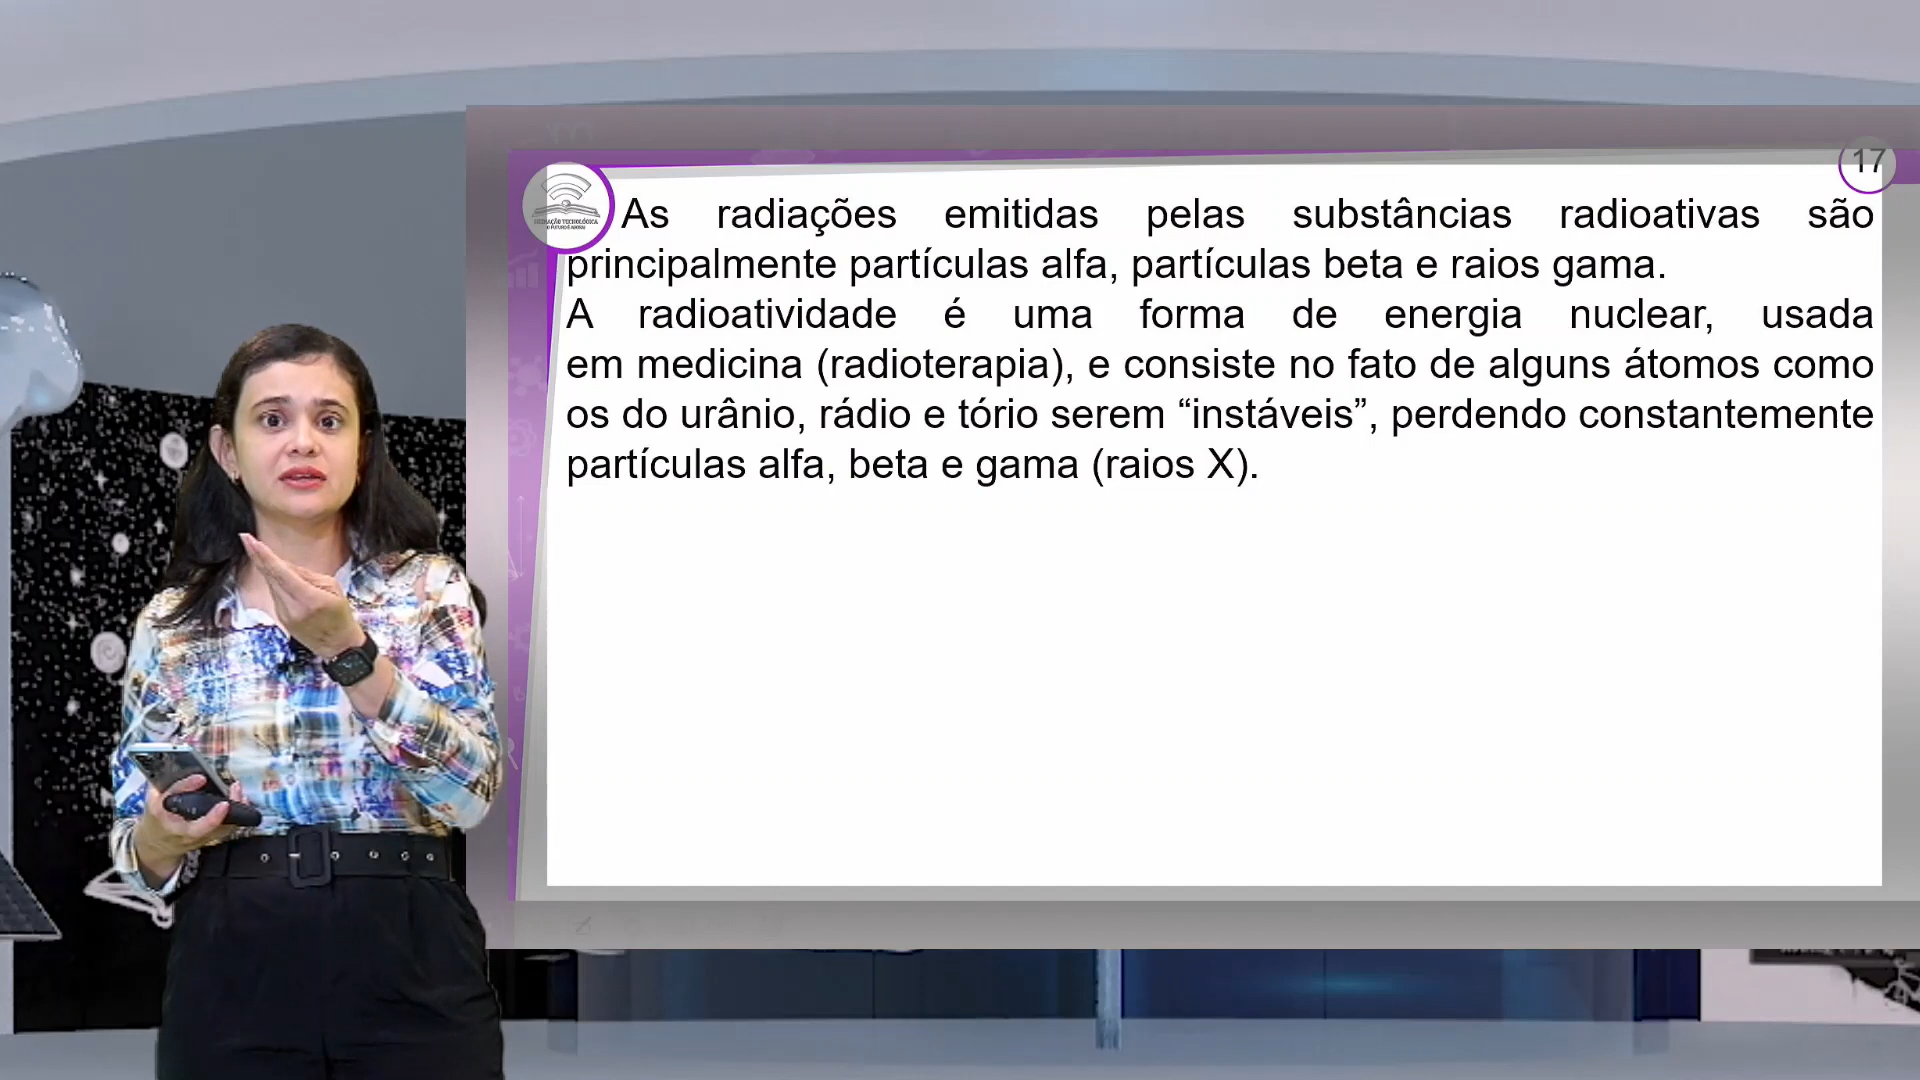 17
MEDIAÇÃO TECNOLÓGICA
As radiações emitidas pelas substâncias radioativas são
principalmente partículas alfa, partículas beta e raios gama.
A radioatividade é uma forma de energia nuclear, usada
em medicina (radioterapia), e consiste no fato de alguns átomos como
os do urânio, rádio e tório serem “instáveis”, perdendo constantemente
partículas alfa, beta e gama (raios X).